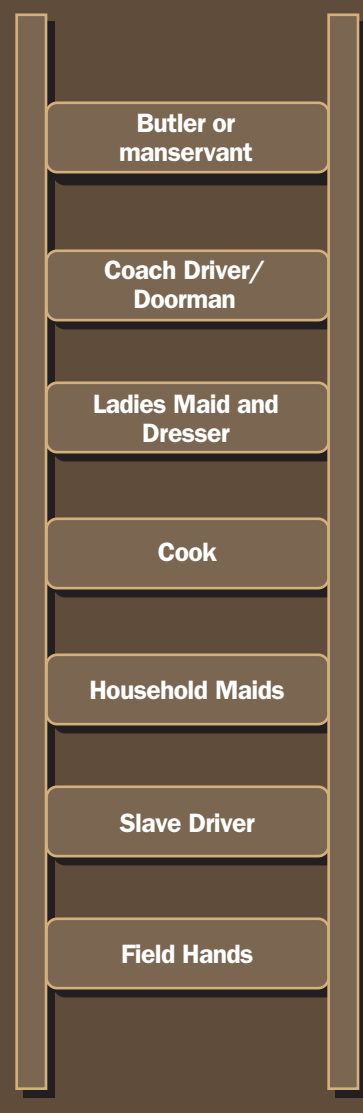 Butler or
manservant
Coach Driver/
Doorman
Ladies Maid and
Dresser
Cook
Household Maids
Slave Driver
Field Hands